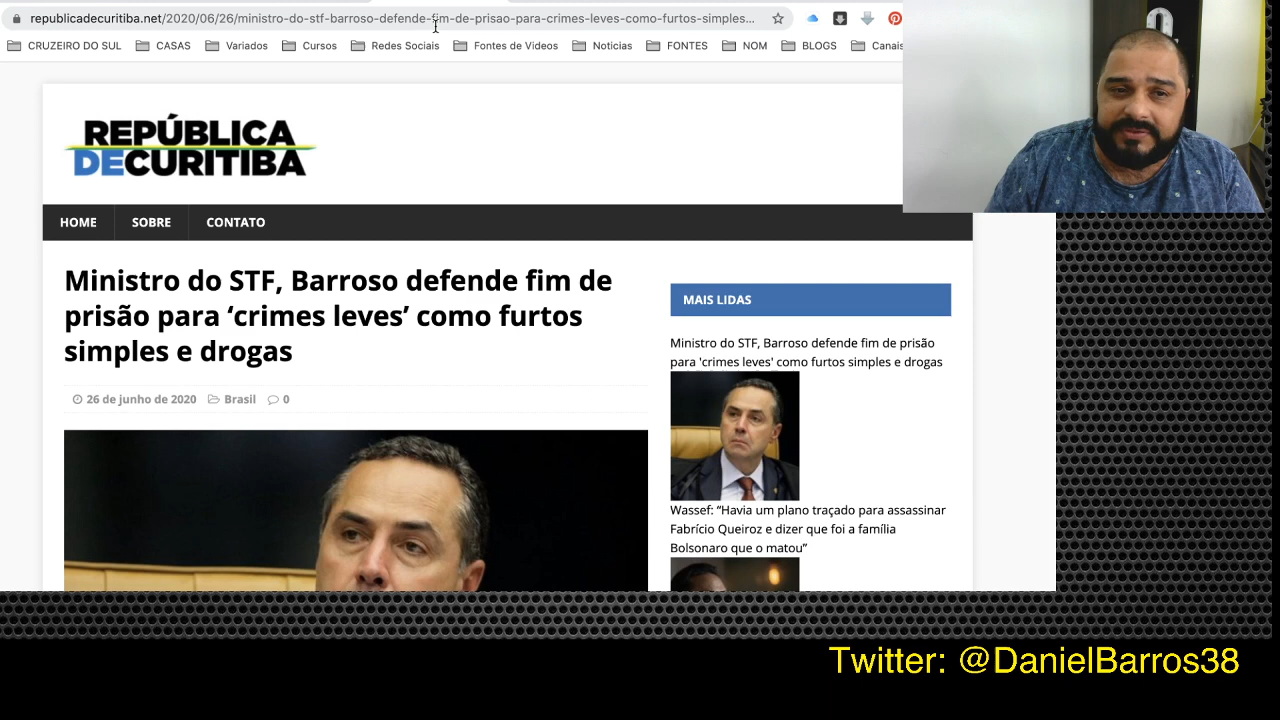 republicadecuritiba.net/2020/06/26/ministro-do-stf-barroso-defende-fim-de-prisao-para-crimes-leves-como-furtos-simples...
CRUZEIRO DO SUL CASAS Variados Cursos Redes Sociais Fontes de Videos Noticias FONTES NOM BLOGS Canais
REPÚBLICA
DECURITIBA
HOME SOBRE CONTATO
Ministro do STF, Barroso defende fim de
prisão para ‘crimes leves’ como furtos
simples e drogas
26 de junho de 2020 Brasil 0
MAIS LIDAS
Ministro do STF, Barroso defende fim de prisão
para 'crimes leves' como furtos simples e drogas
Wassef: “Havia um plano traçado para assassinar
Fabrício Queiroz e dizer que foi a família
Bolsonaro que o matou”
Twitter: @DanielBarros38